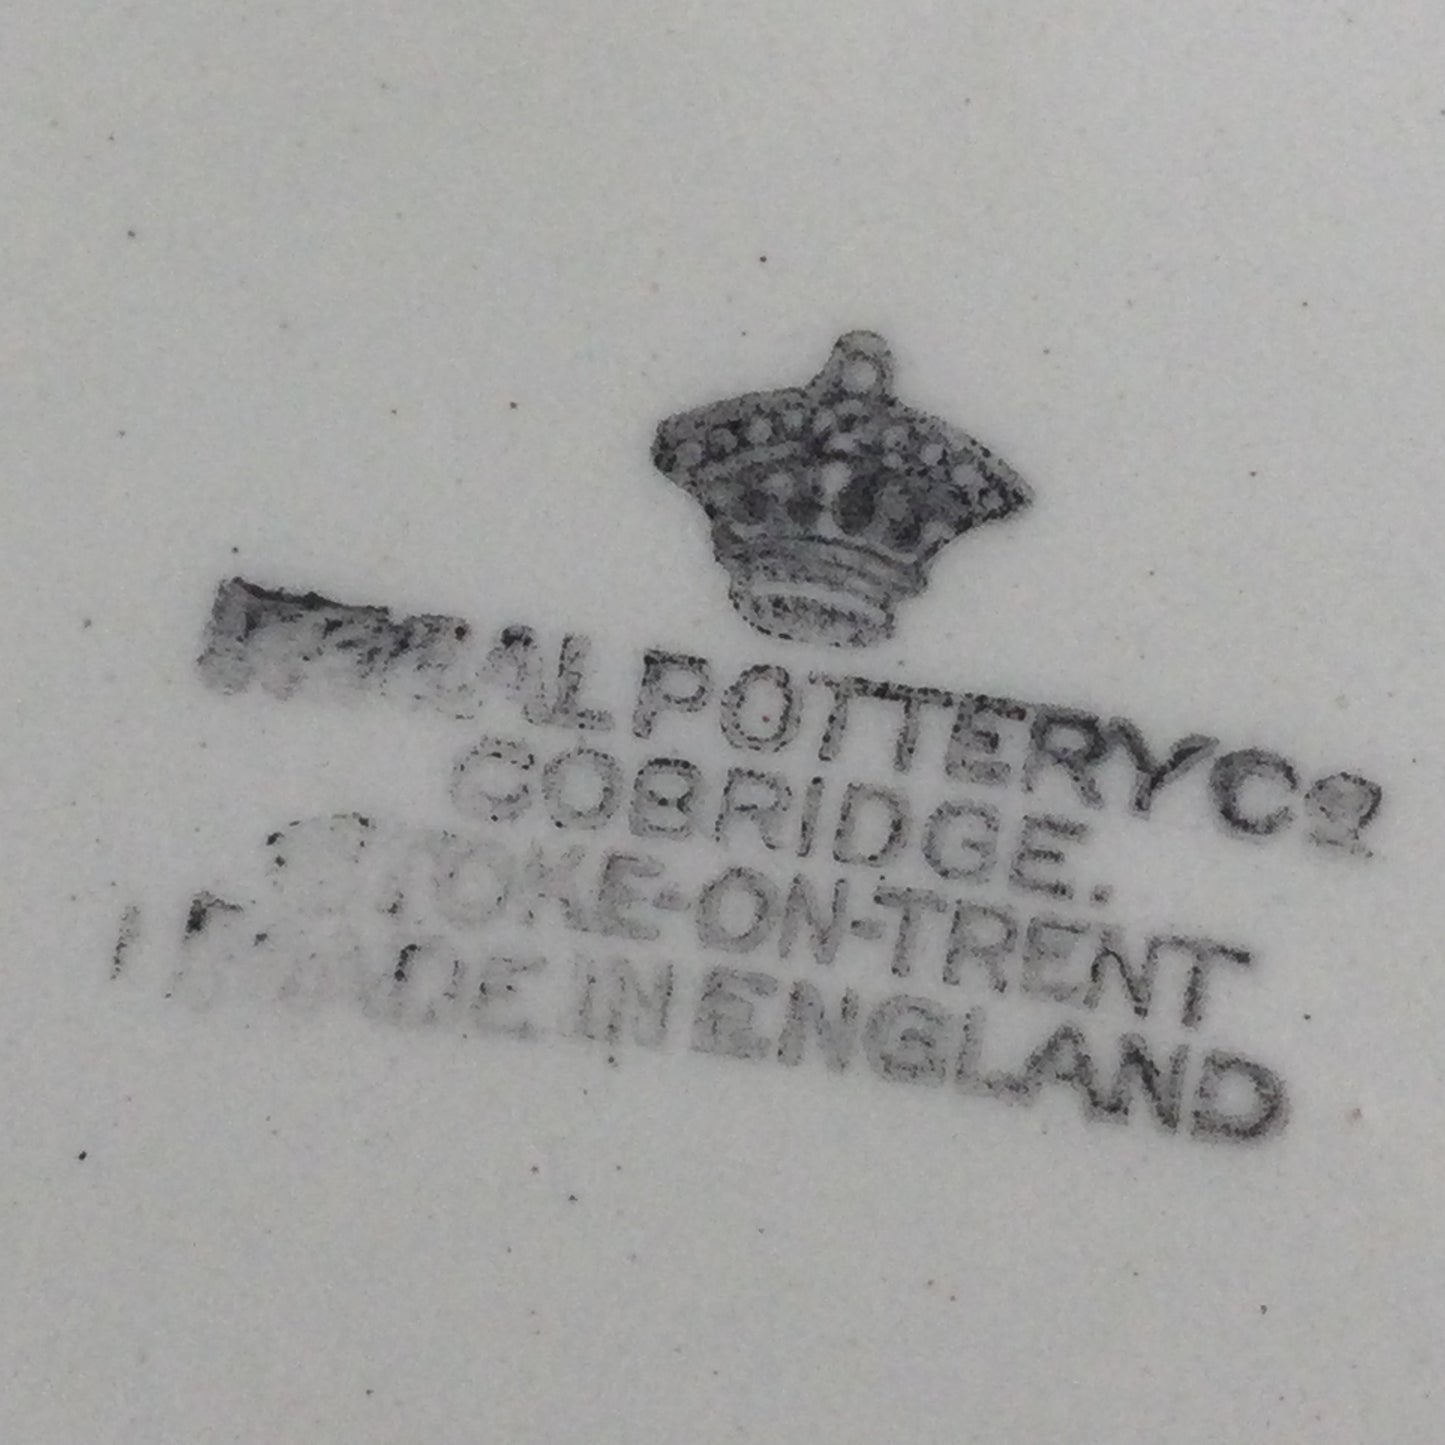 POTTERY Cº
COBRIDGE.
STOKE-ON-TRENT
MADE IN ENGLAND